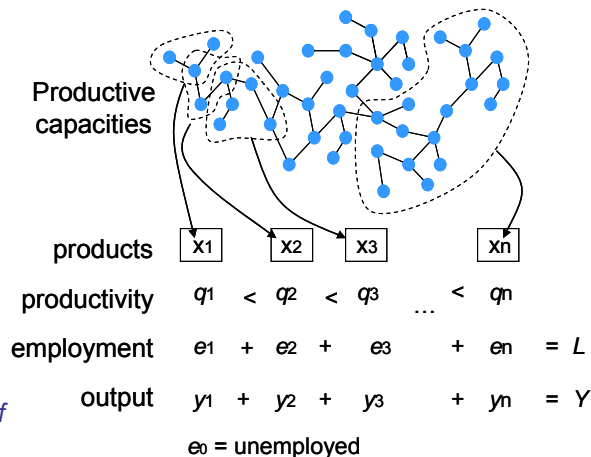 Productive
capacities
products x1 x2 x3 xn
productivity q1 < q2 < q3 ... < qn
employment e1 + e2 + e3 + en = L
output y1 + y2 + y3 + yn = Y
f
e0 = unemployed